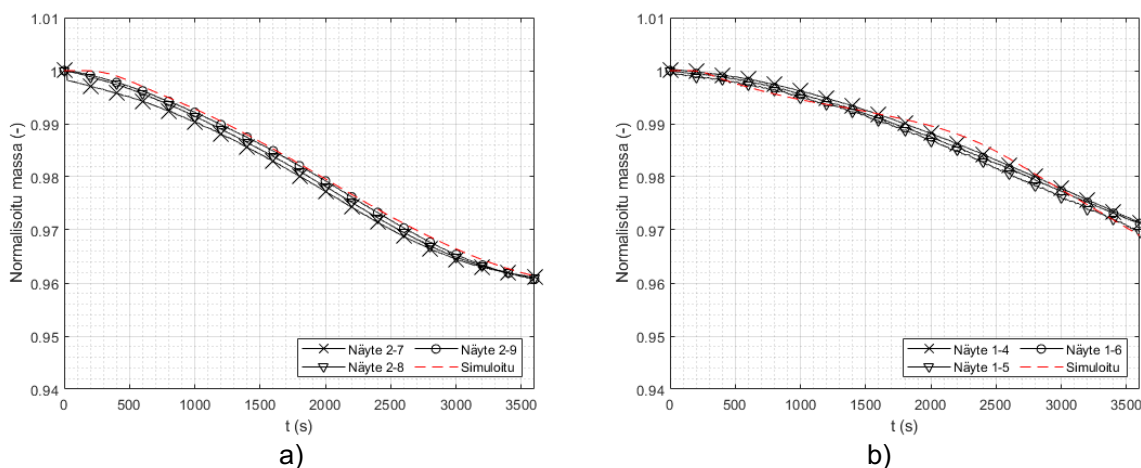 1.01
1
0.99
0.98
0.97
0.96
0.95
0.94
Normalisoitu massa (-)
0 500 1000 1500 2000 2500 3000 3500
t (s)
Näyte 2-7 Näyte 2-9
Näyte 2-8 Simuloitu
a)
1.01
1
0.99
0.98
0.97
0.96
0.95
0.94
Normalisoitu massa (-)
0 500 1000 1500 2000 2500 3000 3500
t (s)
Näyte 1-4 Näyte 1-6
Näyte 1-5 Simuloitu
b)